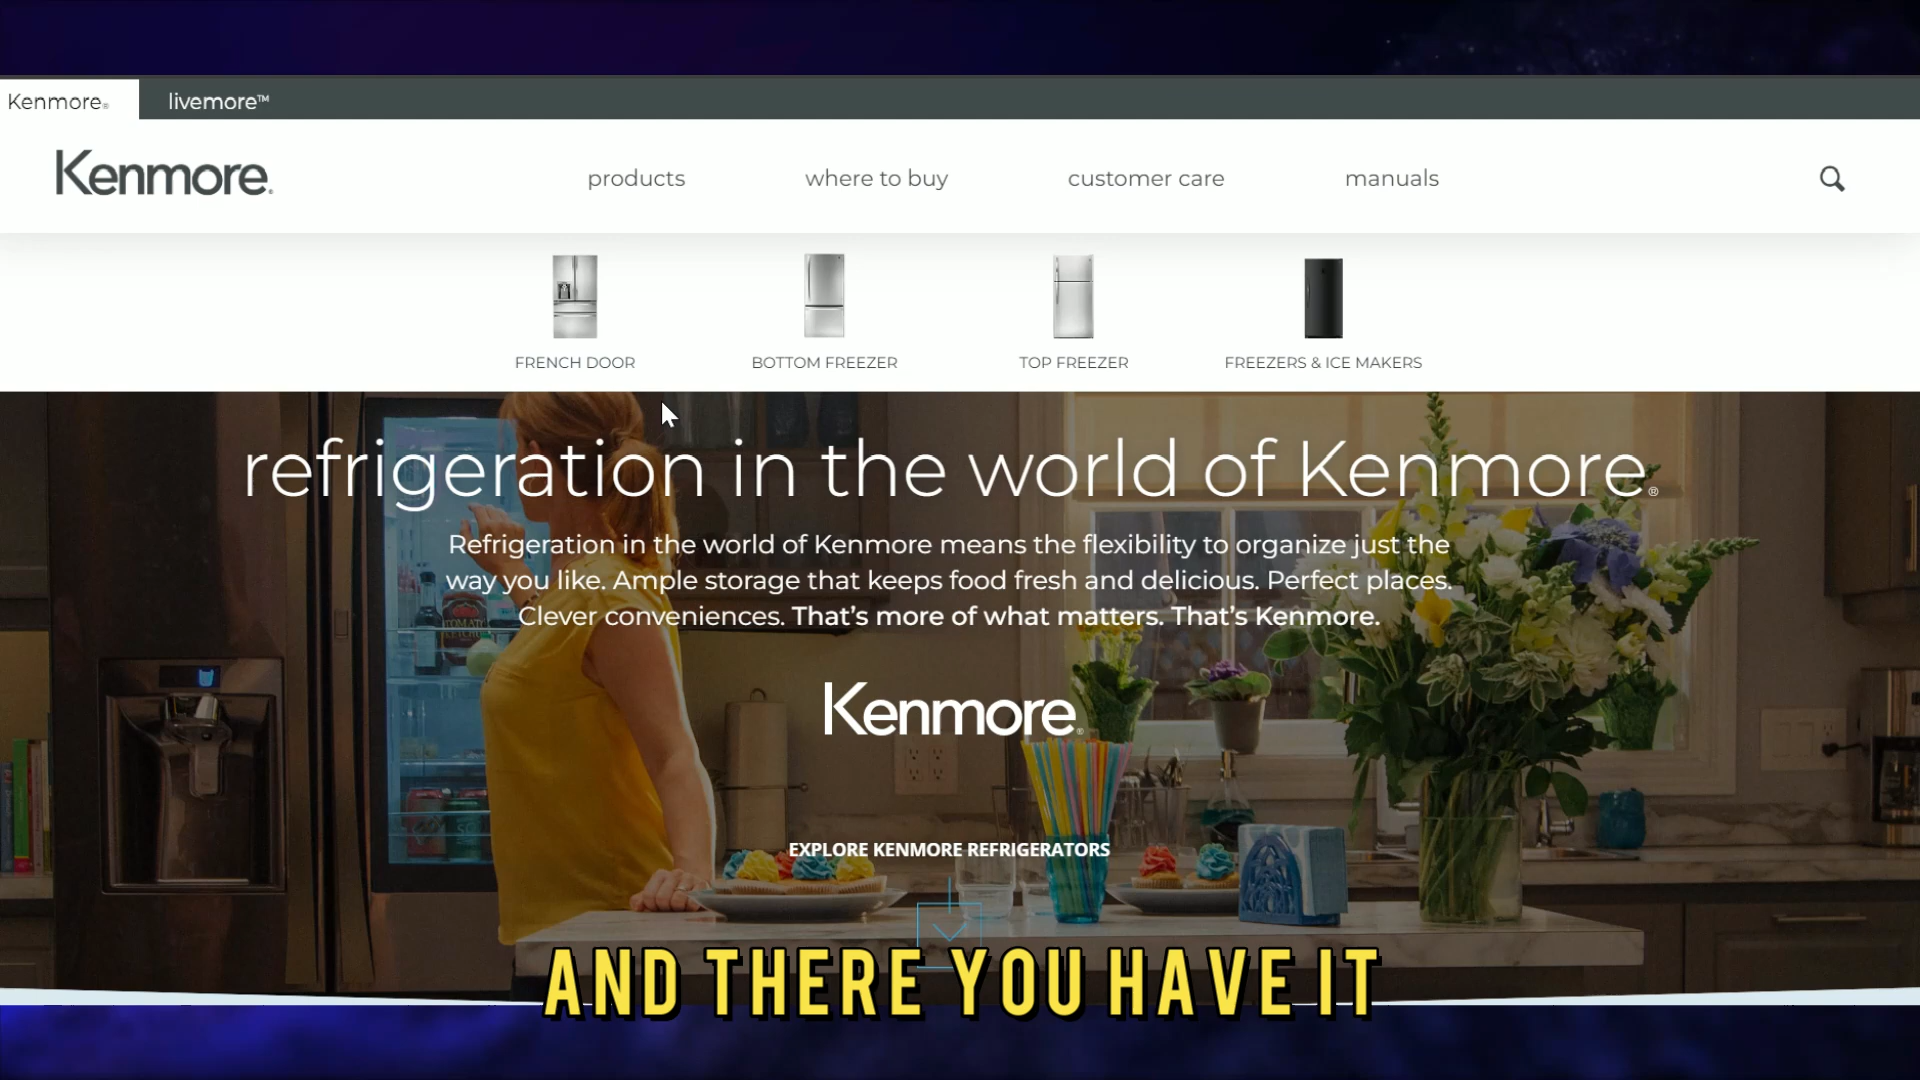 Kenmore®
livemore™
Kenmore®
products
where to buy
customer care
manuals
FRENCH DOOR
BOTTOM FREEZER
TOP FREEZER
FREEZERS & ICE MAKERS
refrigeration in the world of Kenmore®
Refrigeration in the world of Kenmore means the flexibility to organize just the
way you like. Ample storage that keeps food fresh and delicious. Perfect places.
Clever conveniences. That's more of what matters. That's Kenmore.
TOMATO
KETCHUP
Kenmore®
EXPLORE KENMORE REFRIGERATORS
AND THERE YOU HAVE IT